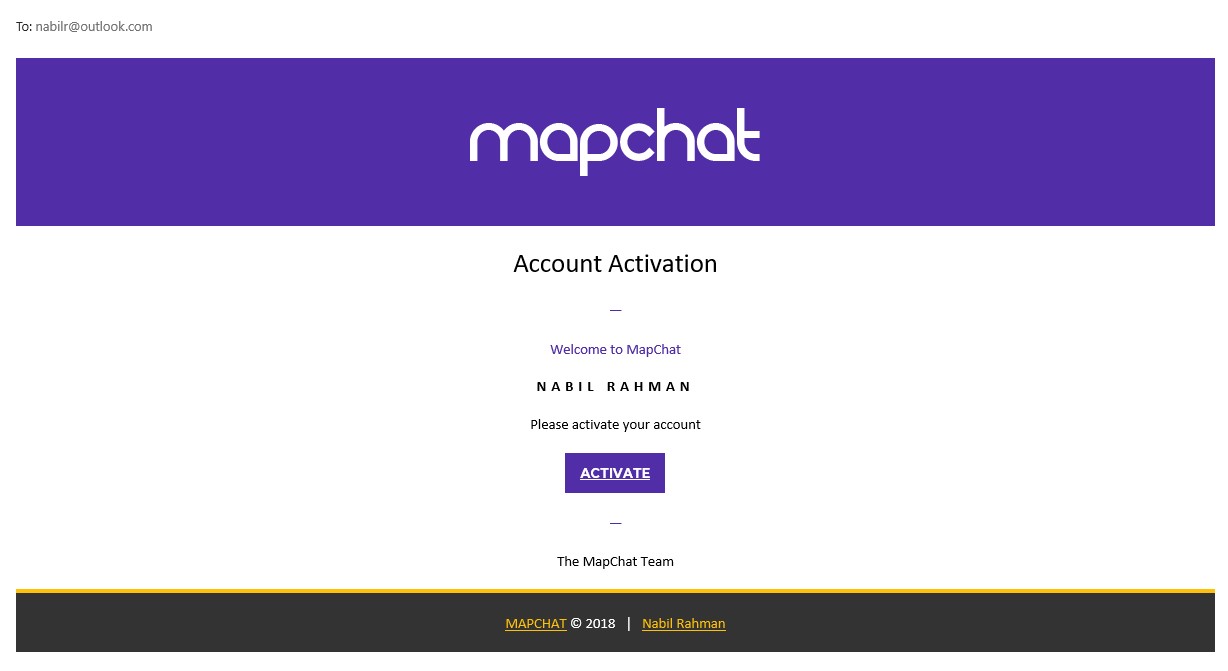 To: nabilr@outlook.com
mapchat
Account Activation
—
Welcome to MapChat
NABIL RAHMAN
Please activate your account
ACTIVATE
—
The MapChat Team
MAPCHAT © 2018 | Nabil Rahman